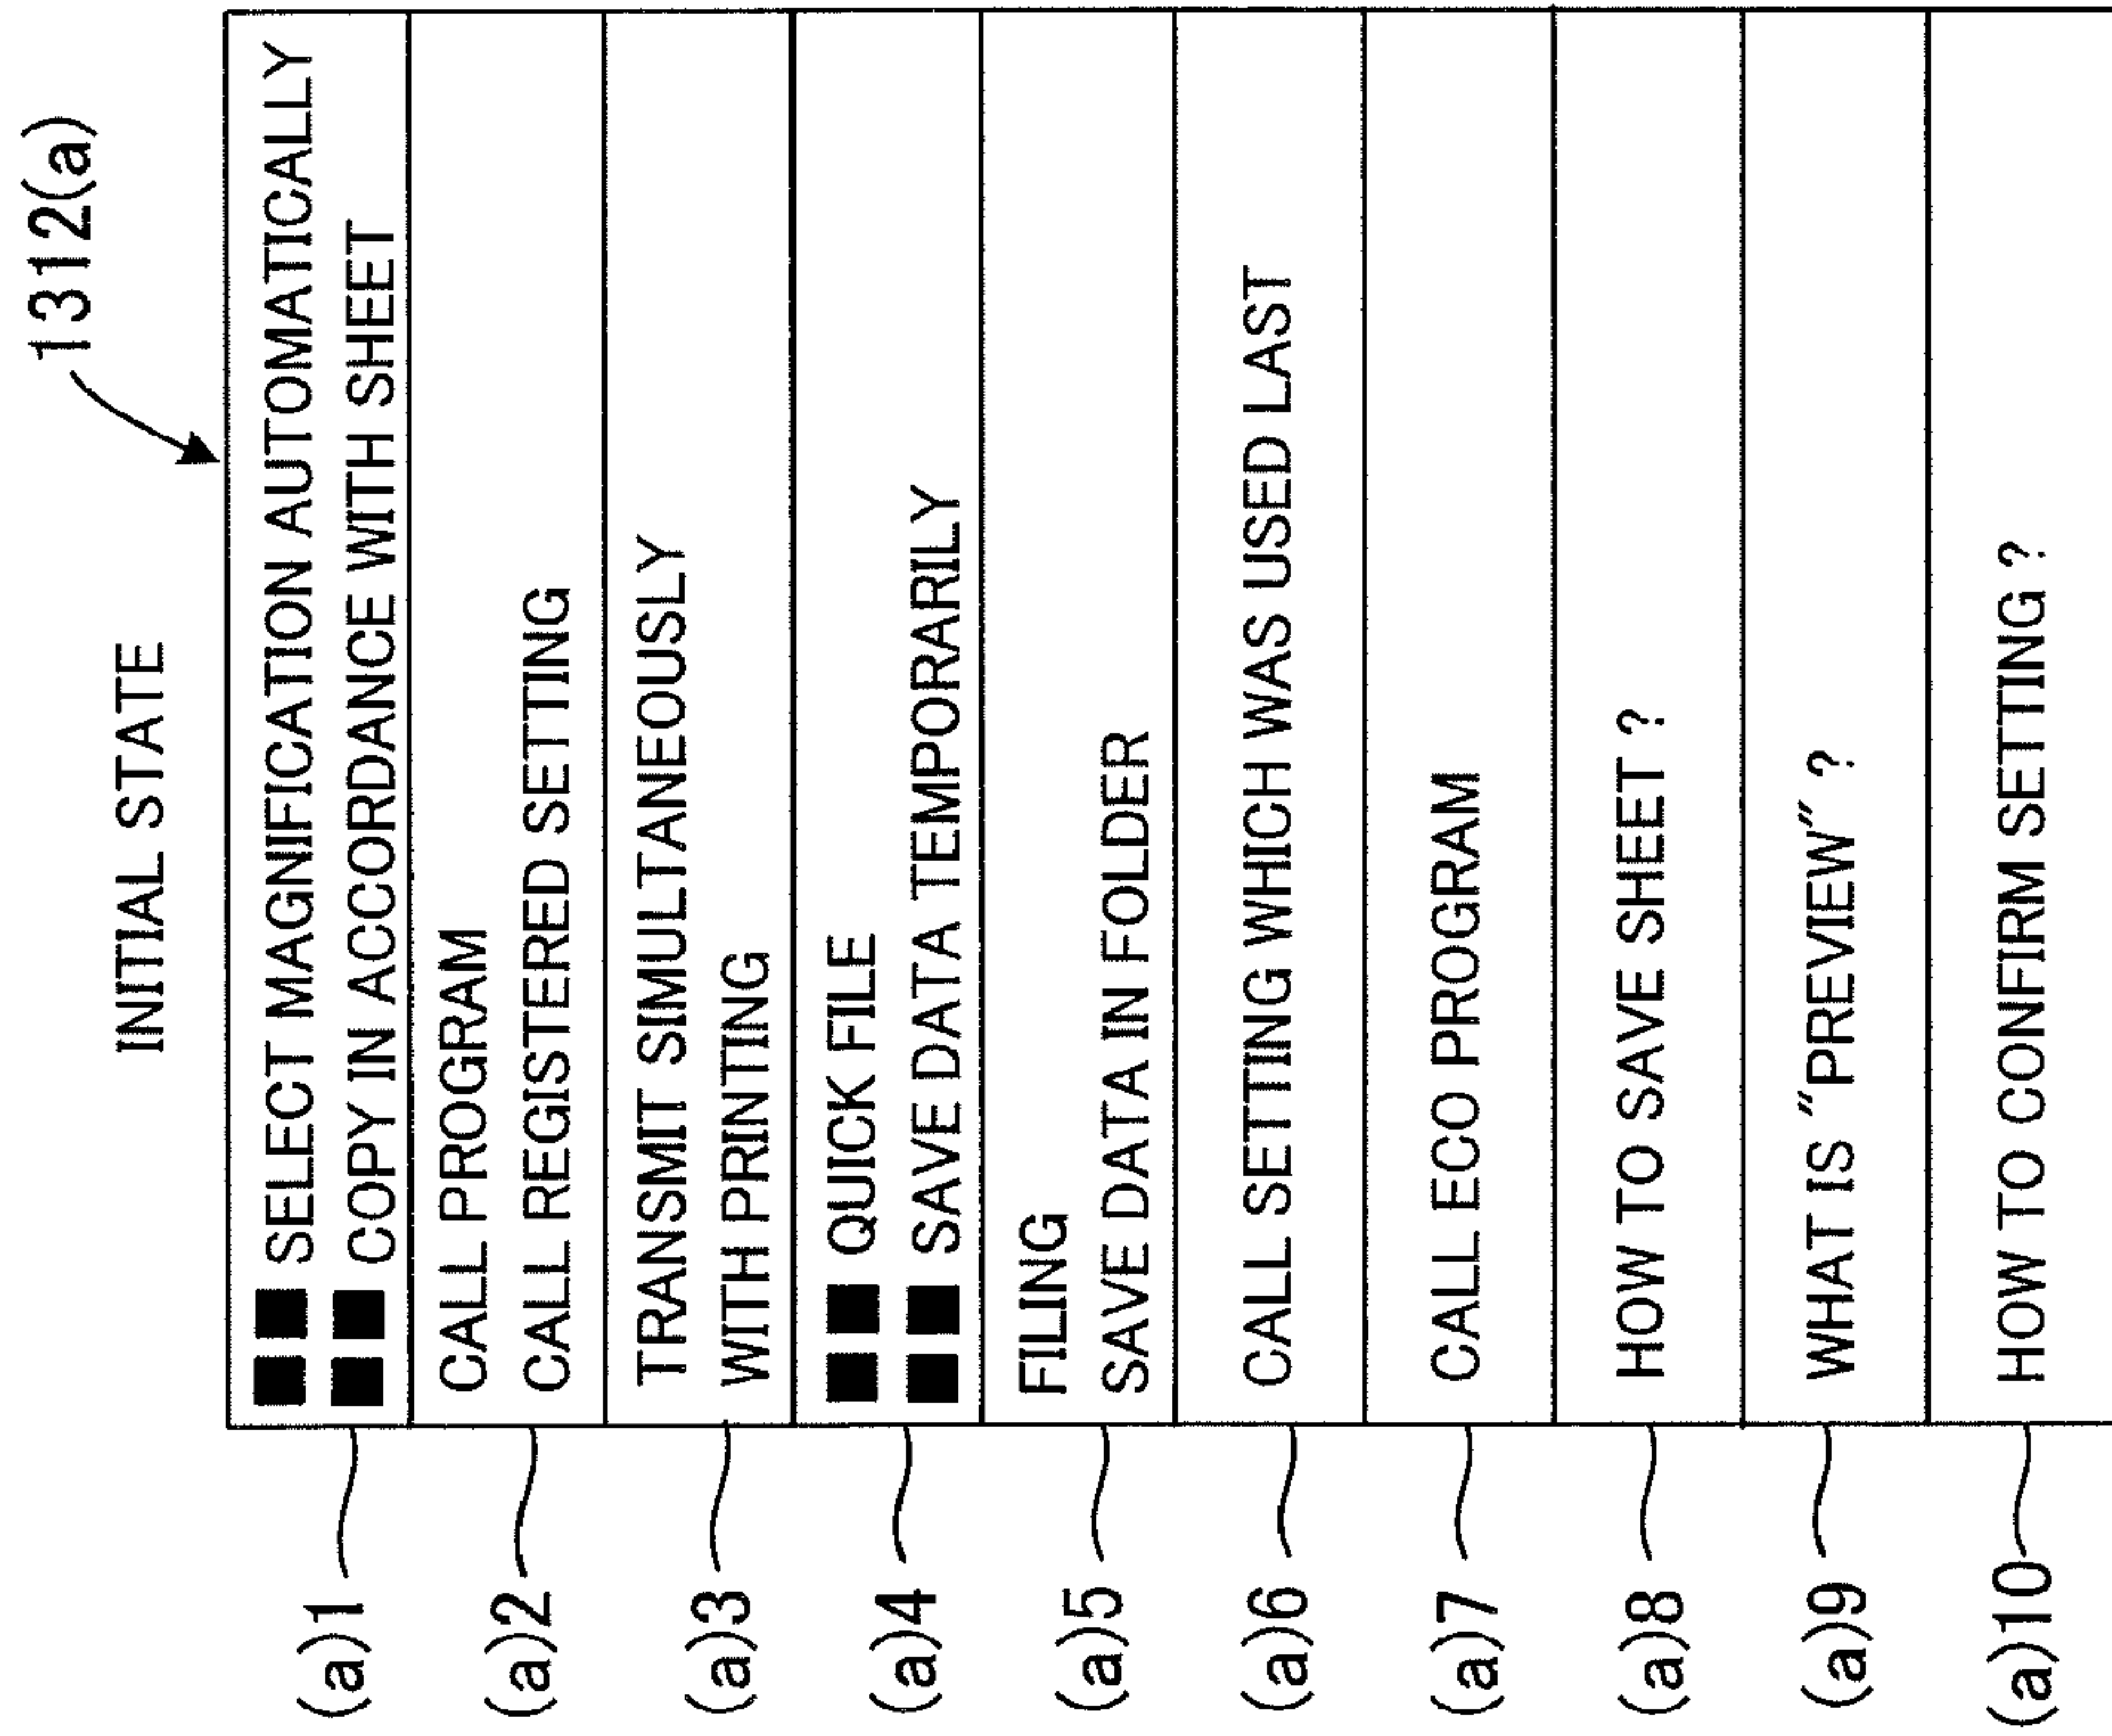 1312(a)
INITIAL STATE
(a)1
■■ SELECT MAGNIFICATION AUTOMATICALLY
■■ COPY IN ACCORDANCE WITH SHEET
(a)2
CALL PROGRAM
CALL REGISTERED SETTING
(a)3
TRANSMIT SIMULTANEOUSLY
WITH PRINTING
(a)4
■■ QUICK FILE
■■ SAVE DATA TEMPORARILY
(a)5
FILING
SAVE DATA IN FOLDER
(a)6
CALL SETTING WHICH WAS USED LAST
(a)7
CALL ECO PROGRAM
(a)8
HOW TO SAVE SHEET ?
(a)9
WHAT IS "PREVIEW" ?
(a)10
HOW TO CONFIRM SETTING ?